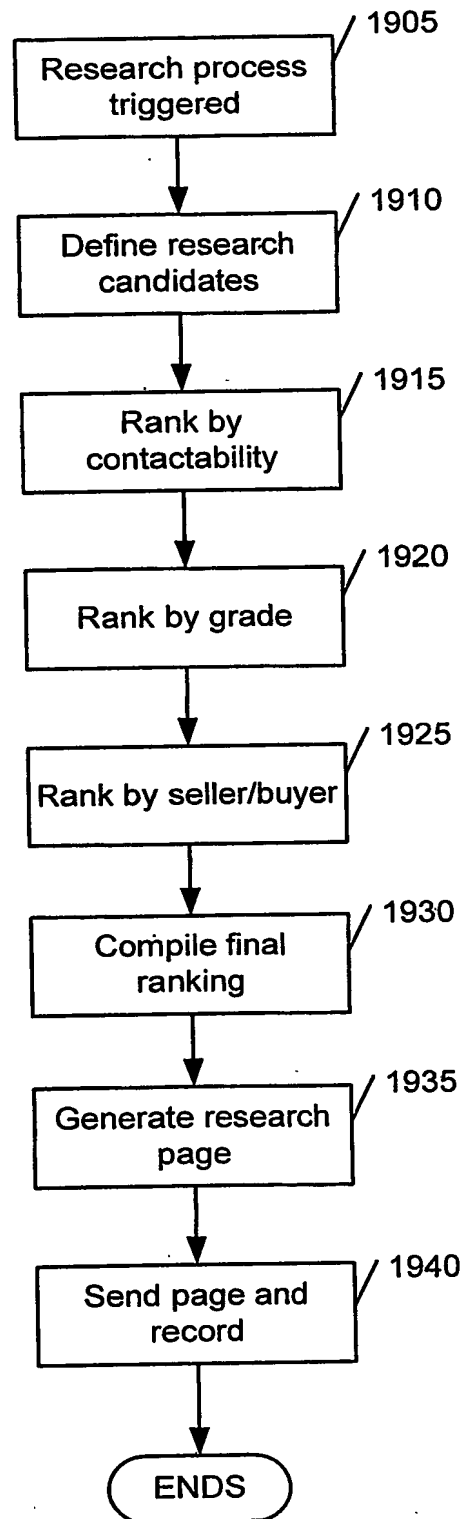 1905
Research process
triggered
1910
Define research
candidates
1915
Rank by
contactability
1920
Rank by grade
1925
Rank by seller/buyer
1930
Compile final
ranking
1935
Generate research
page
1940
Send page and
record
ENDS